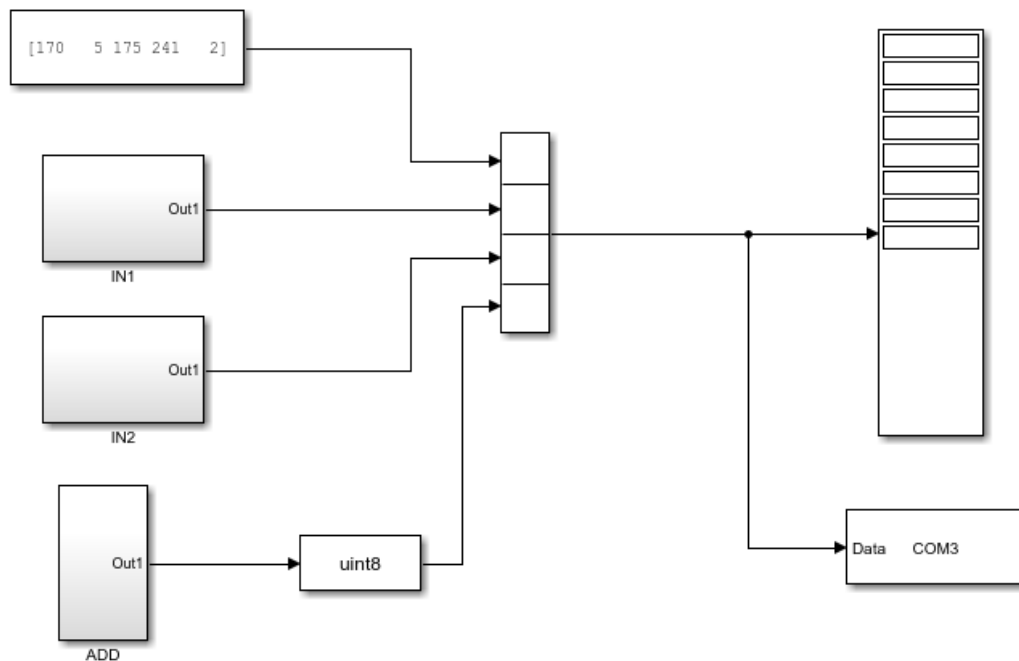 [170   5 175 241   2]
Out1
IN1
Out1
IN2
Out1
uint8
ADD
Data COM3